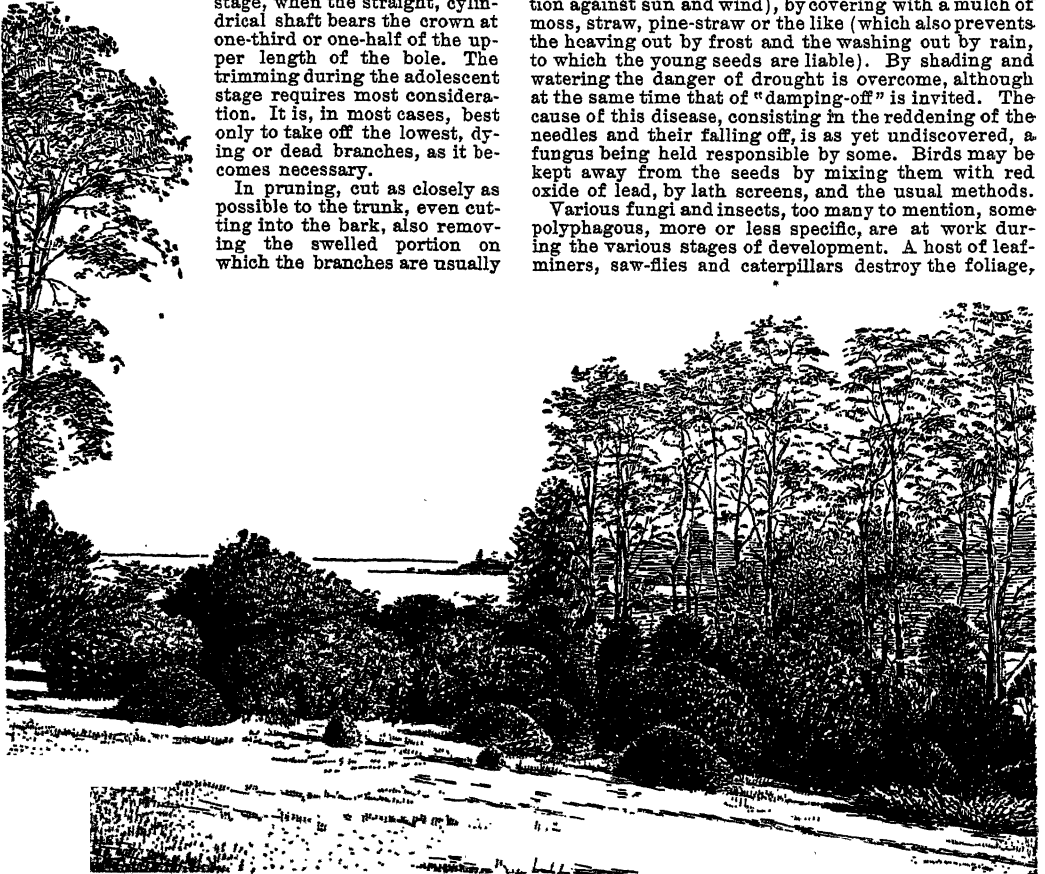 stage, when the straight, cylin-
drical shaft bears the crown at
one-third or one-half of the up-
per length of the bole. The
trimming during the adolescent
stage requires most considera-
tion. It is, in most cases, best
only to take off the lowest, dy-
ing or dead branches, as it be-
comes necessary.
In pruning, cut as closely as
possible to the trunk, even cut-
ting into the bark, also remov-
ing the swelled portion on
which the branches are usually
tion against sun and wind), by covering with a mulch of
moss, straw, pine-straw or the like (which also prevents
the heaving out by frost and the washing out by rain,
to which the young seeds are liable). By shading and
watering the danger of drought is overcome, although
at the same time that of "damping-off" is invited. The
cause of this disease, consisting in the reddening of the
needles and their falling off, is as yet undiscovered, a
fungus being held responsible by some. Birds may be
kept away from the seeds by mixing them with red
oxide of lead, by lath screens, and the usual methods.
Various fungi and insects, too many to mention, some
polyphagous, more or less specific, are at work dur-
ing the various stages of development. A host of leaf-
miners, saw-flies and caterpillars destroy the foliage,